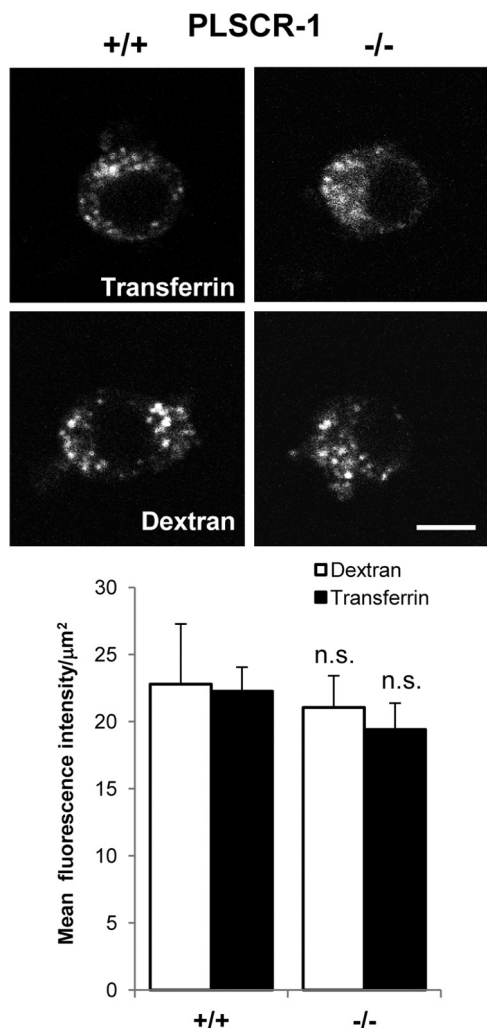 PLSCR-1
+/+ -/-
Transferrin
Dextran
Dextran
Transferrin
30
25
20
15
10
5
0
Mean fluorescence intensity/µm²
n.s.
n.s.
+/+ -/-